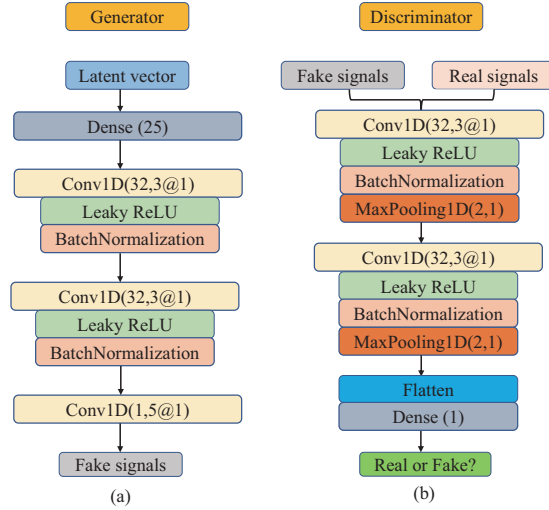 Generator
Latent vector
Dense (25)
Conv1D(32,3@1)
Leaky ReLU
BatchNormalization
Conv1D(32,3@1)
Leaky ReLU
BatchNormalization
Conv1D(1,5@1)
Fake signals
(a)
Discriminator
Fake signals
Real signals
Conv1D(32,3@1)
Leaky ReLU
BatchNormalization
MaxPooling1D(2,1)
Conv1D(32,3@1)
Leaky ReLU
BatchNormalization
MaxPooling1D(2,1)
Flatten
Dense (1)
Real or Fake?
(b)